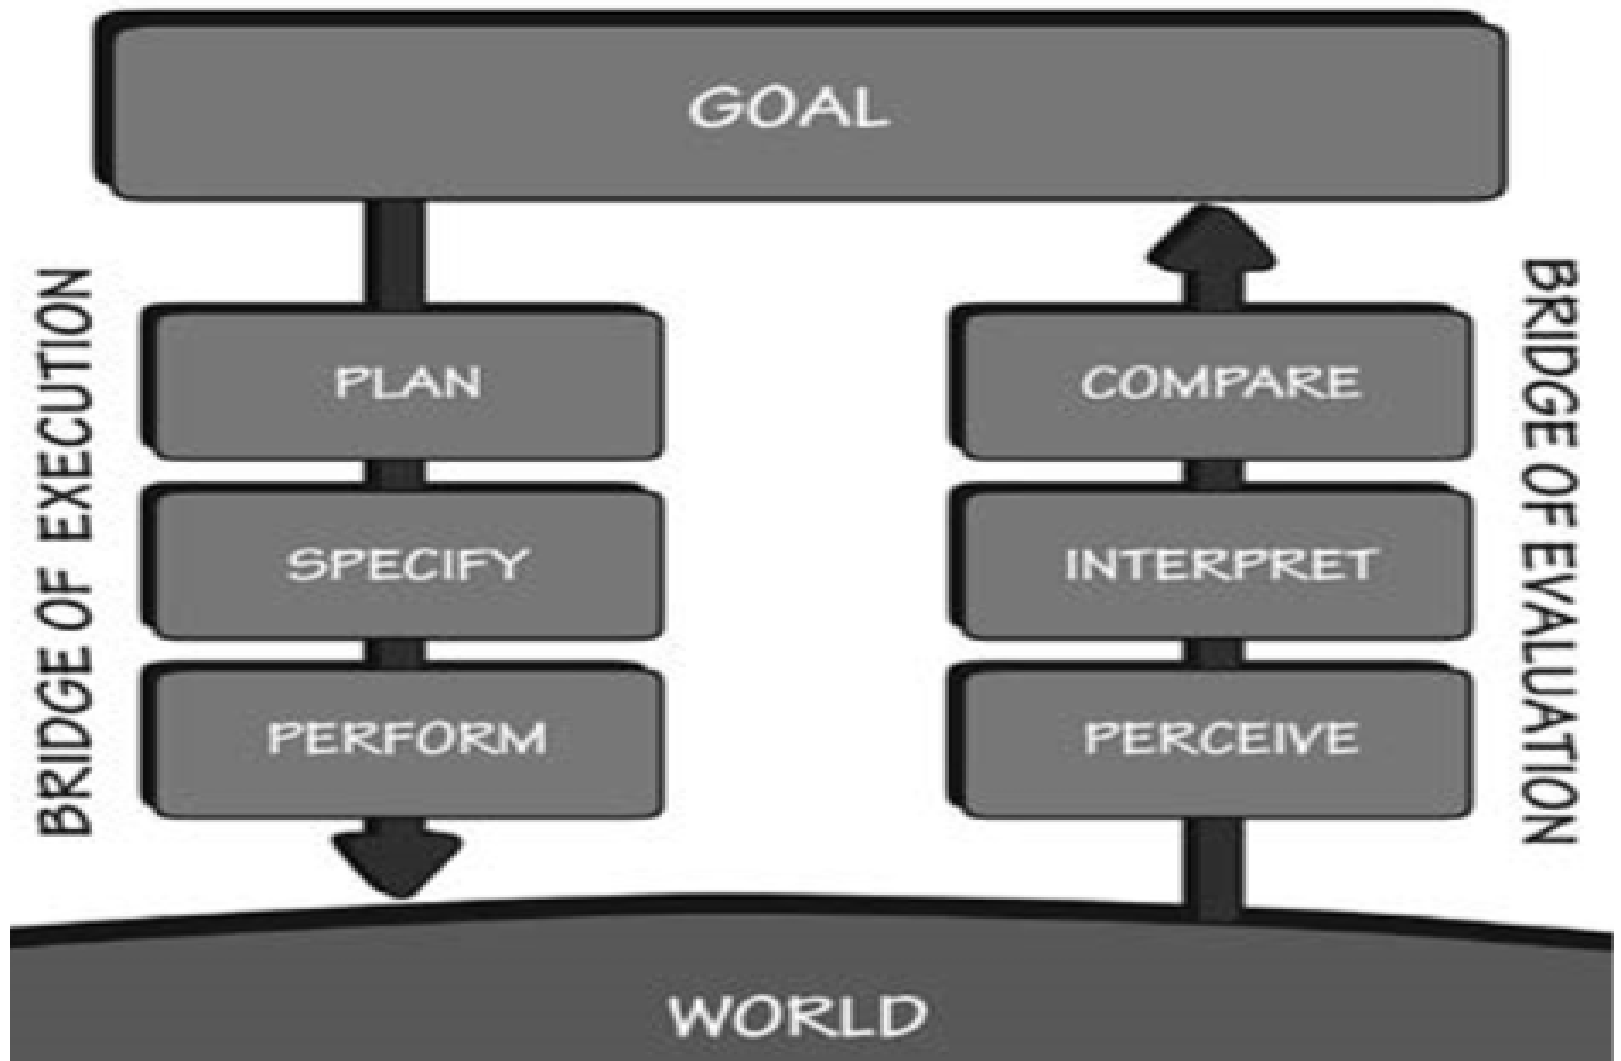 GOAL
BRIDGE OF EXECUTION
PLAN
SPECIFY
PERFORM
COMPARE
INTERPRET
PERCEIVE
BRIDGE OF EVALUATION
WORLD